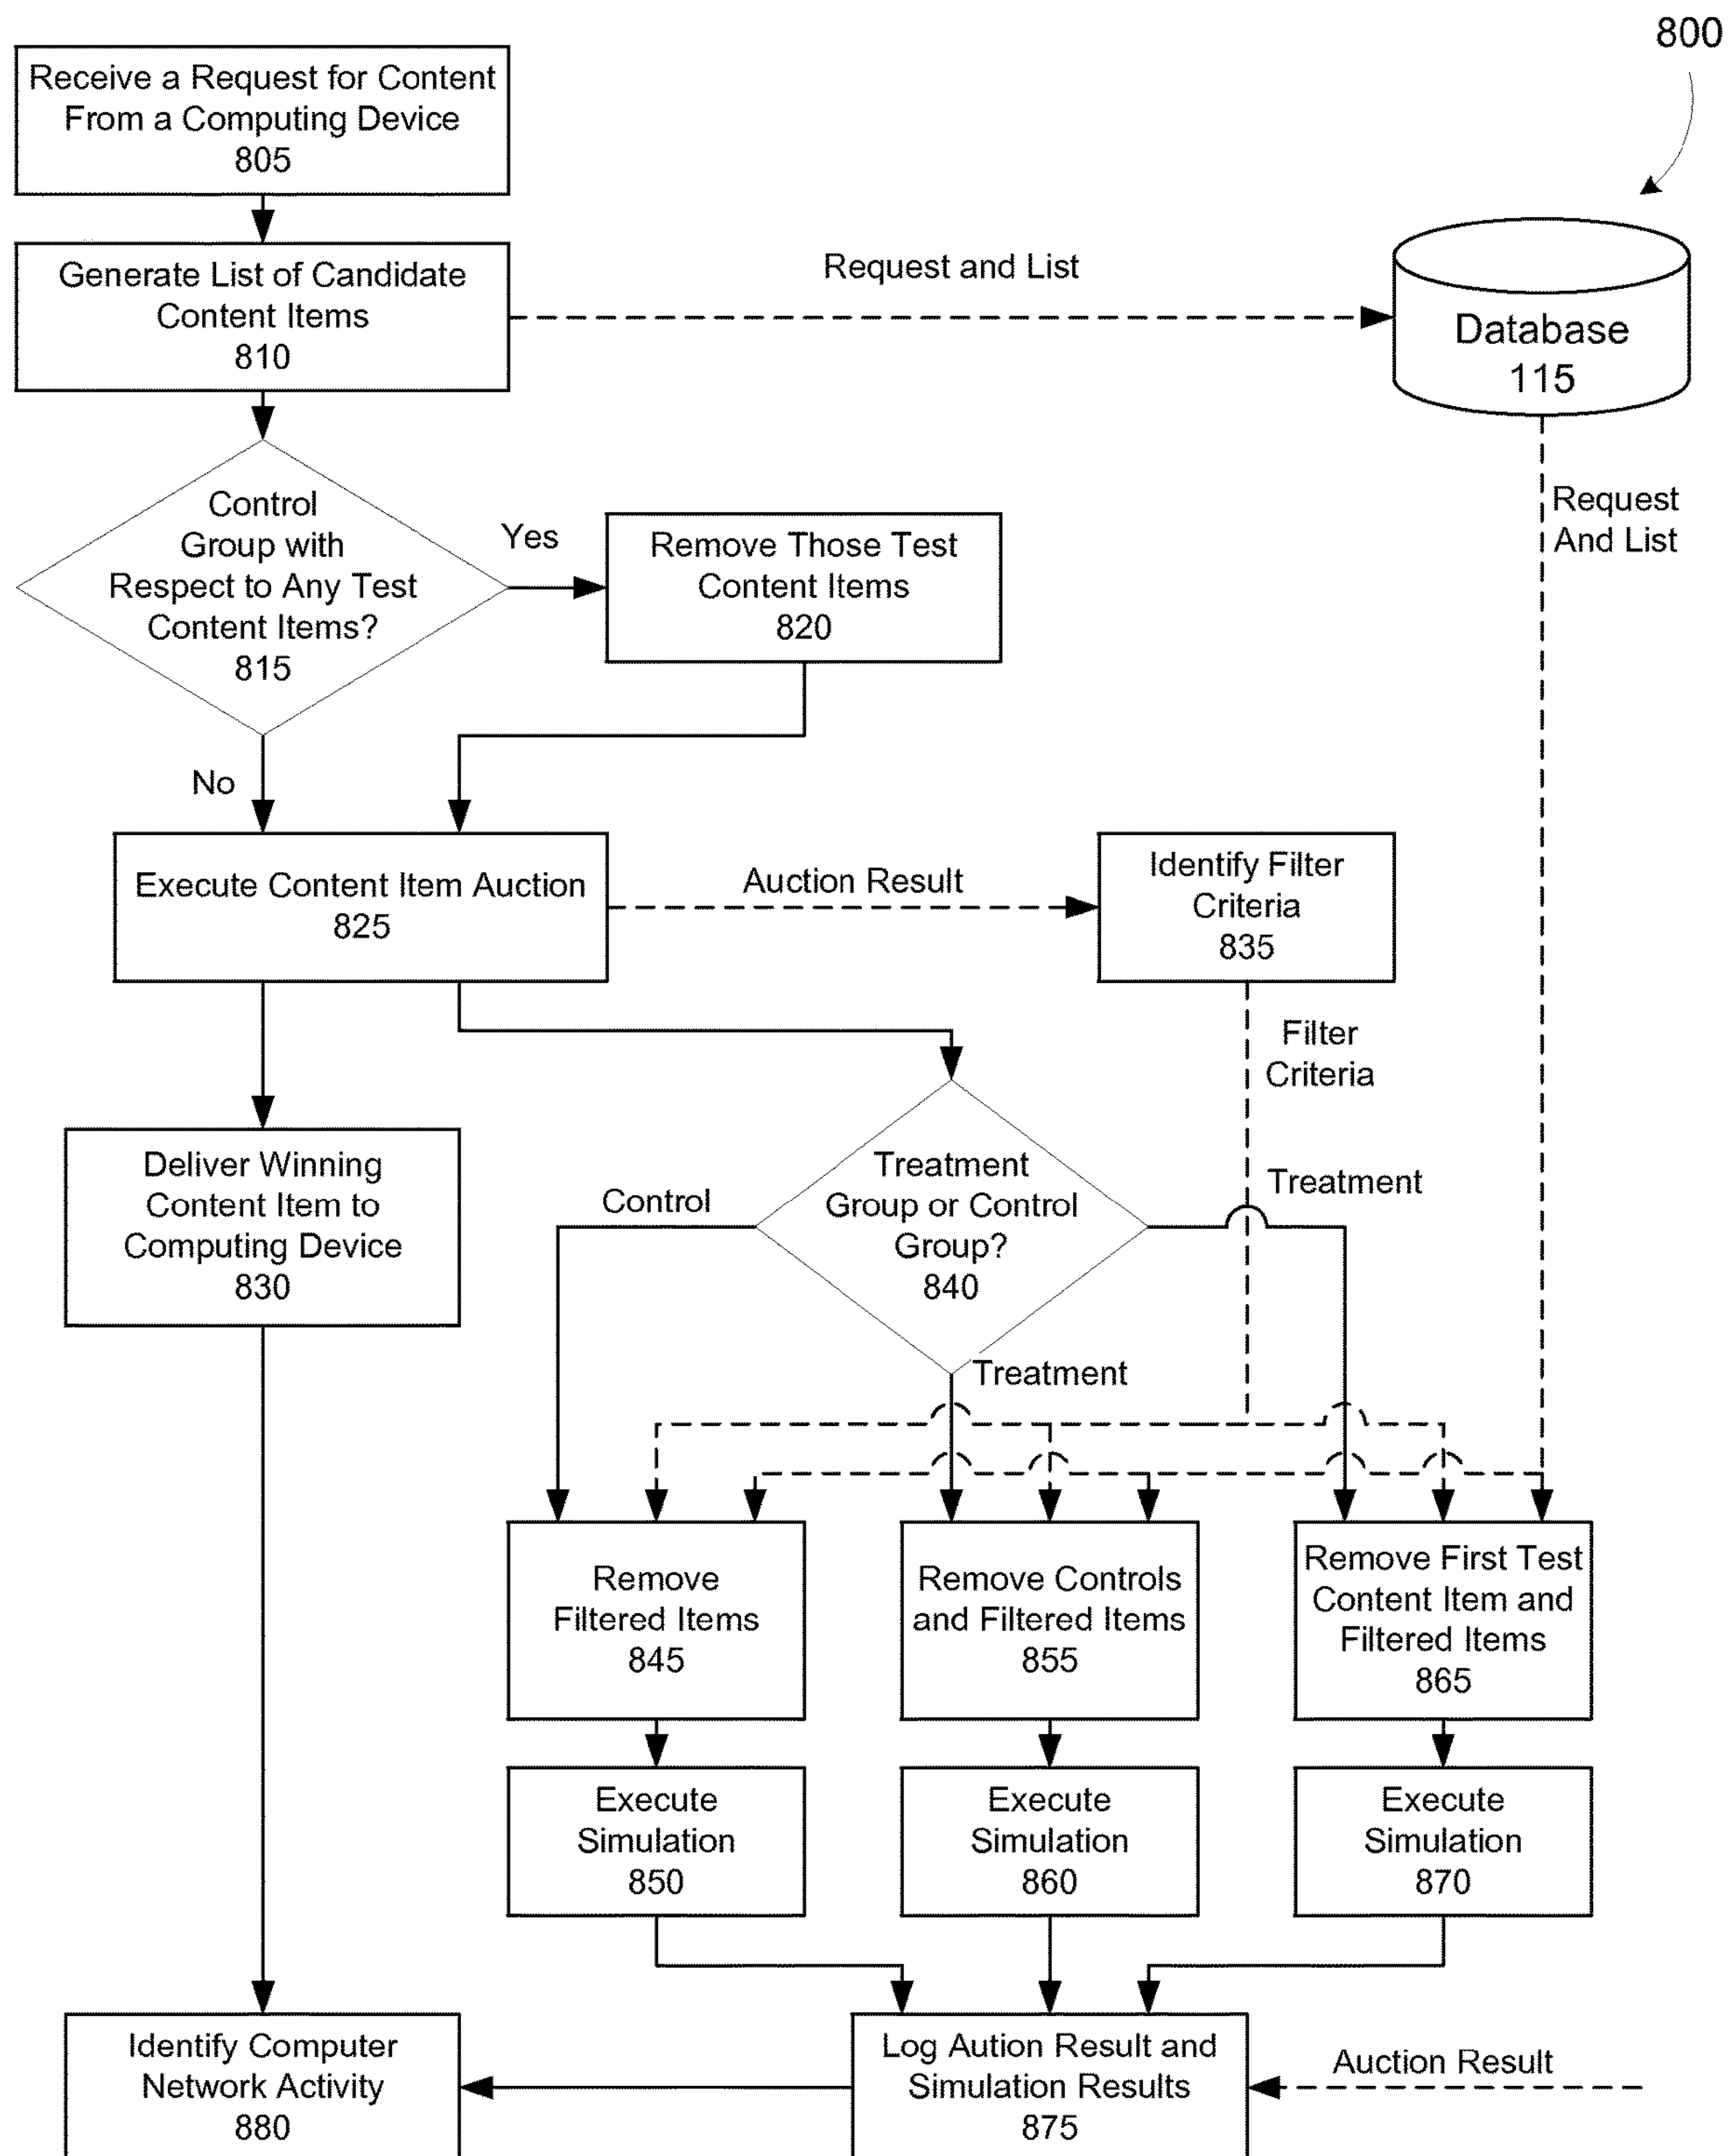 800
Receive a Request for Content
From a Computing Device
805
Generate List of Candidate
Content Items
810
Request and List
Database
115
Request
And List
Control
Group with
Respect to Any Test
Content Items?
815
Yes
Remove Those Test
Content Items
820
No
Execute Content Item Auction
825
Auction Result
Identify Filter
Criteria
835
Filter
Criteria
Deliver Winning
Content Item to
Computing Device
830
Control
Treatment
Group or Control
Group?
840
Treatment
Treatment
Remove
Filtered Items
845
Remove Controls
and Filtered Items
855
Remove First Test
Content Item and
Filtered Items
865
Execute
Simulation
850
Execute
Simulation
860
Execute
Simulation
870
Identify Computer
Network Activity
880
Log Aution Result and
Simulation Results
875
Auction Result